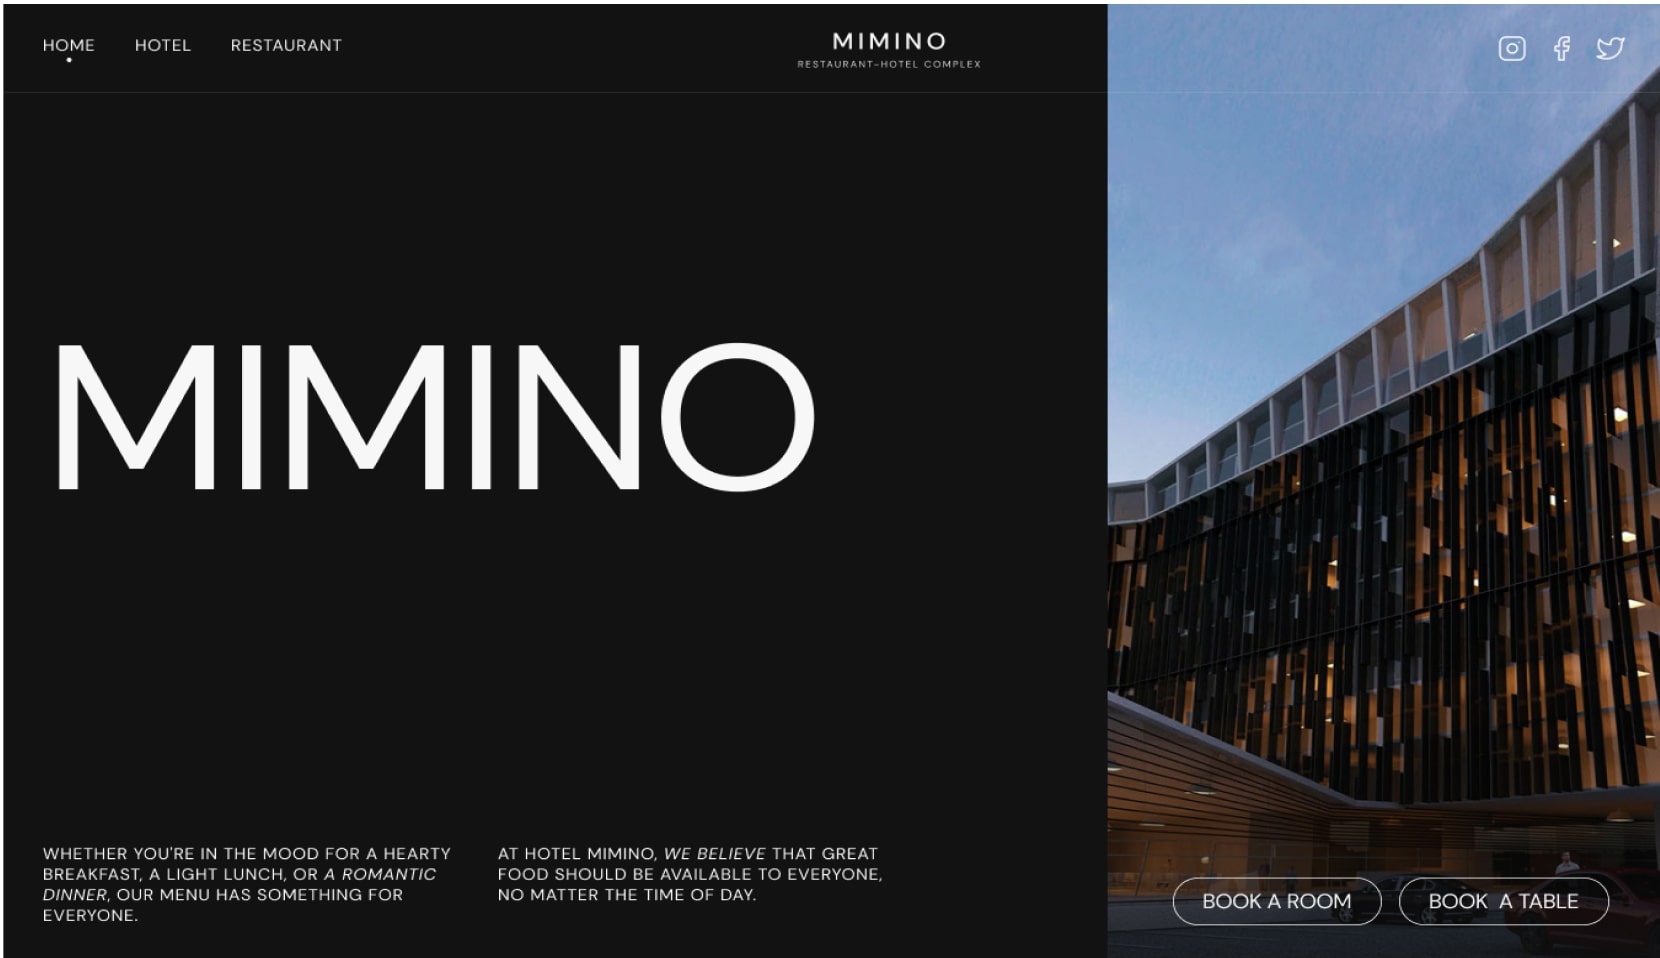 HOME HOTEL RESTAURANT
MIMINO
RESTAURANT-HOTEL COMPLEX
MIMINO
WHETHER YOU'RE IN THE MOOD FOR A HEARTY
BREAKFAST, A LIGHT LUNCH, OR A ROMANTIC
DINNER, OUR MENU HAS SOMETHING FOR
EVERYONE.
AT HOTEL MIMINO, WE BELIEVE THAT GREAT
FOOD SHOULD BE AVAILABLE TO EVERYONE,
NO MATTER THE TIME OF DAY.
BOOK A ROOM
BOOK A TABLE